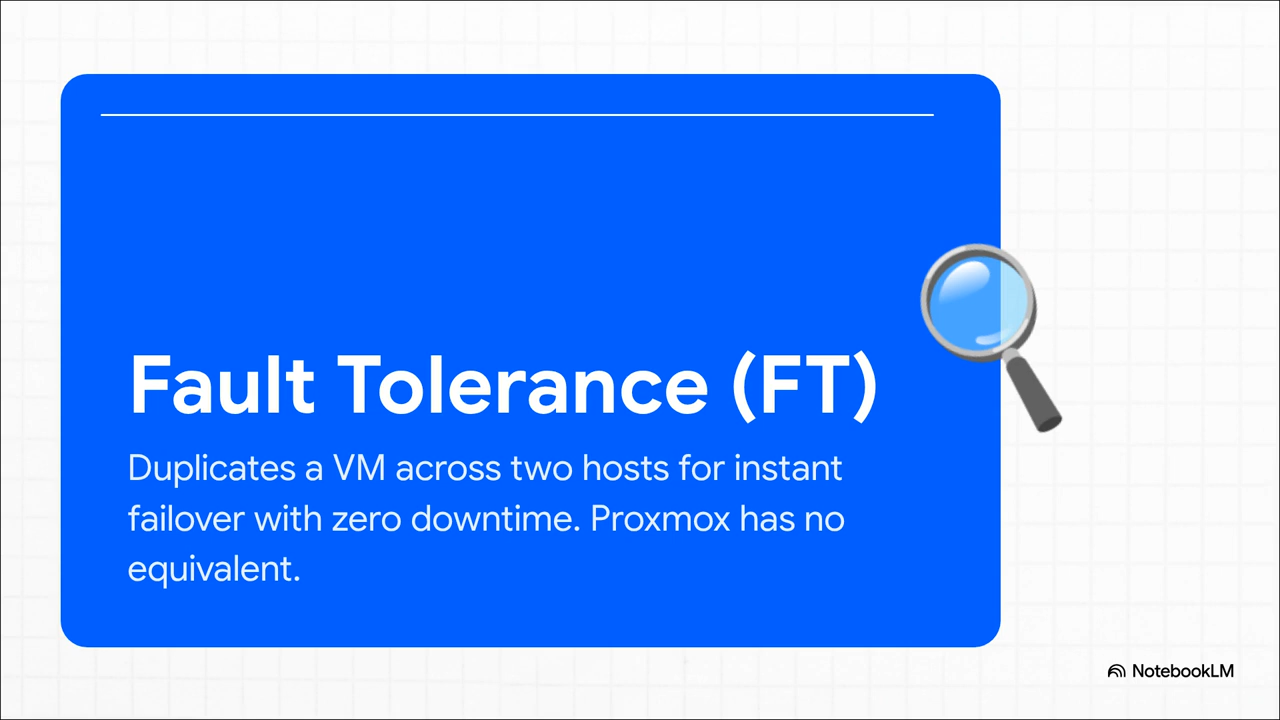 Fault Tolerance (FT)
Duplicates a VM across two hosts for instant
failover with zero downtime. Proxmox has no
equivalent.
NotebookLM